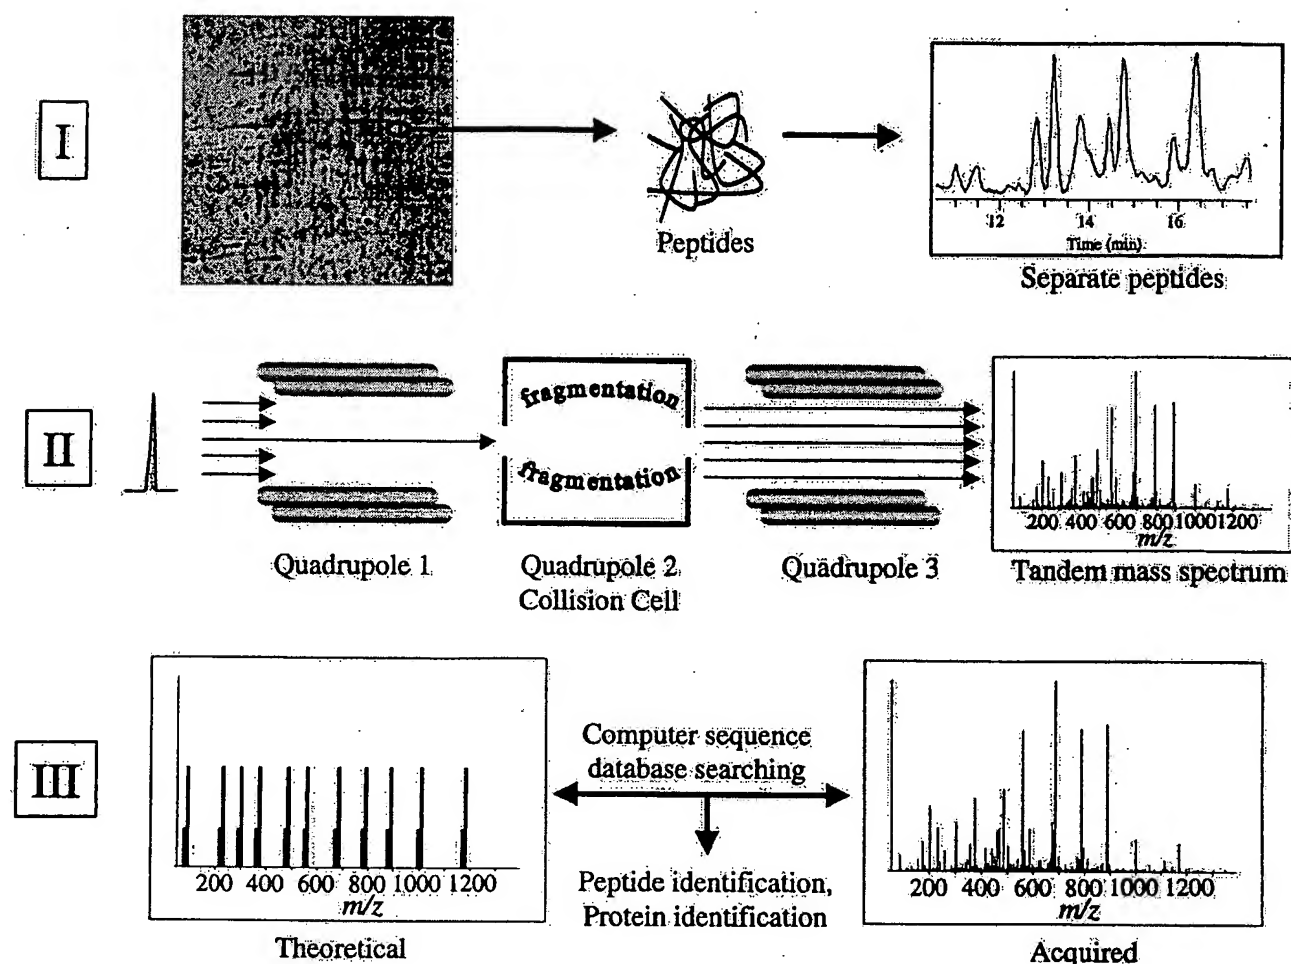 I
Peptides
12 14 16
Time (min)
Separate peptides
II
fragmentation
fragmentation
200 400 600 800 1000 1200
m/z
Quadrupole 1
Quadrupole 2
Collision Cell
Quadrupole 3
Tandem mass spectrum
III
Computer sequence
database searching
Peptide identification,
Protein identification
200 400 600 800 1000 1200
m/z
Theoretical
200 400 600 800 1000 1200
m/z
Acquired